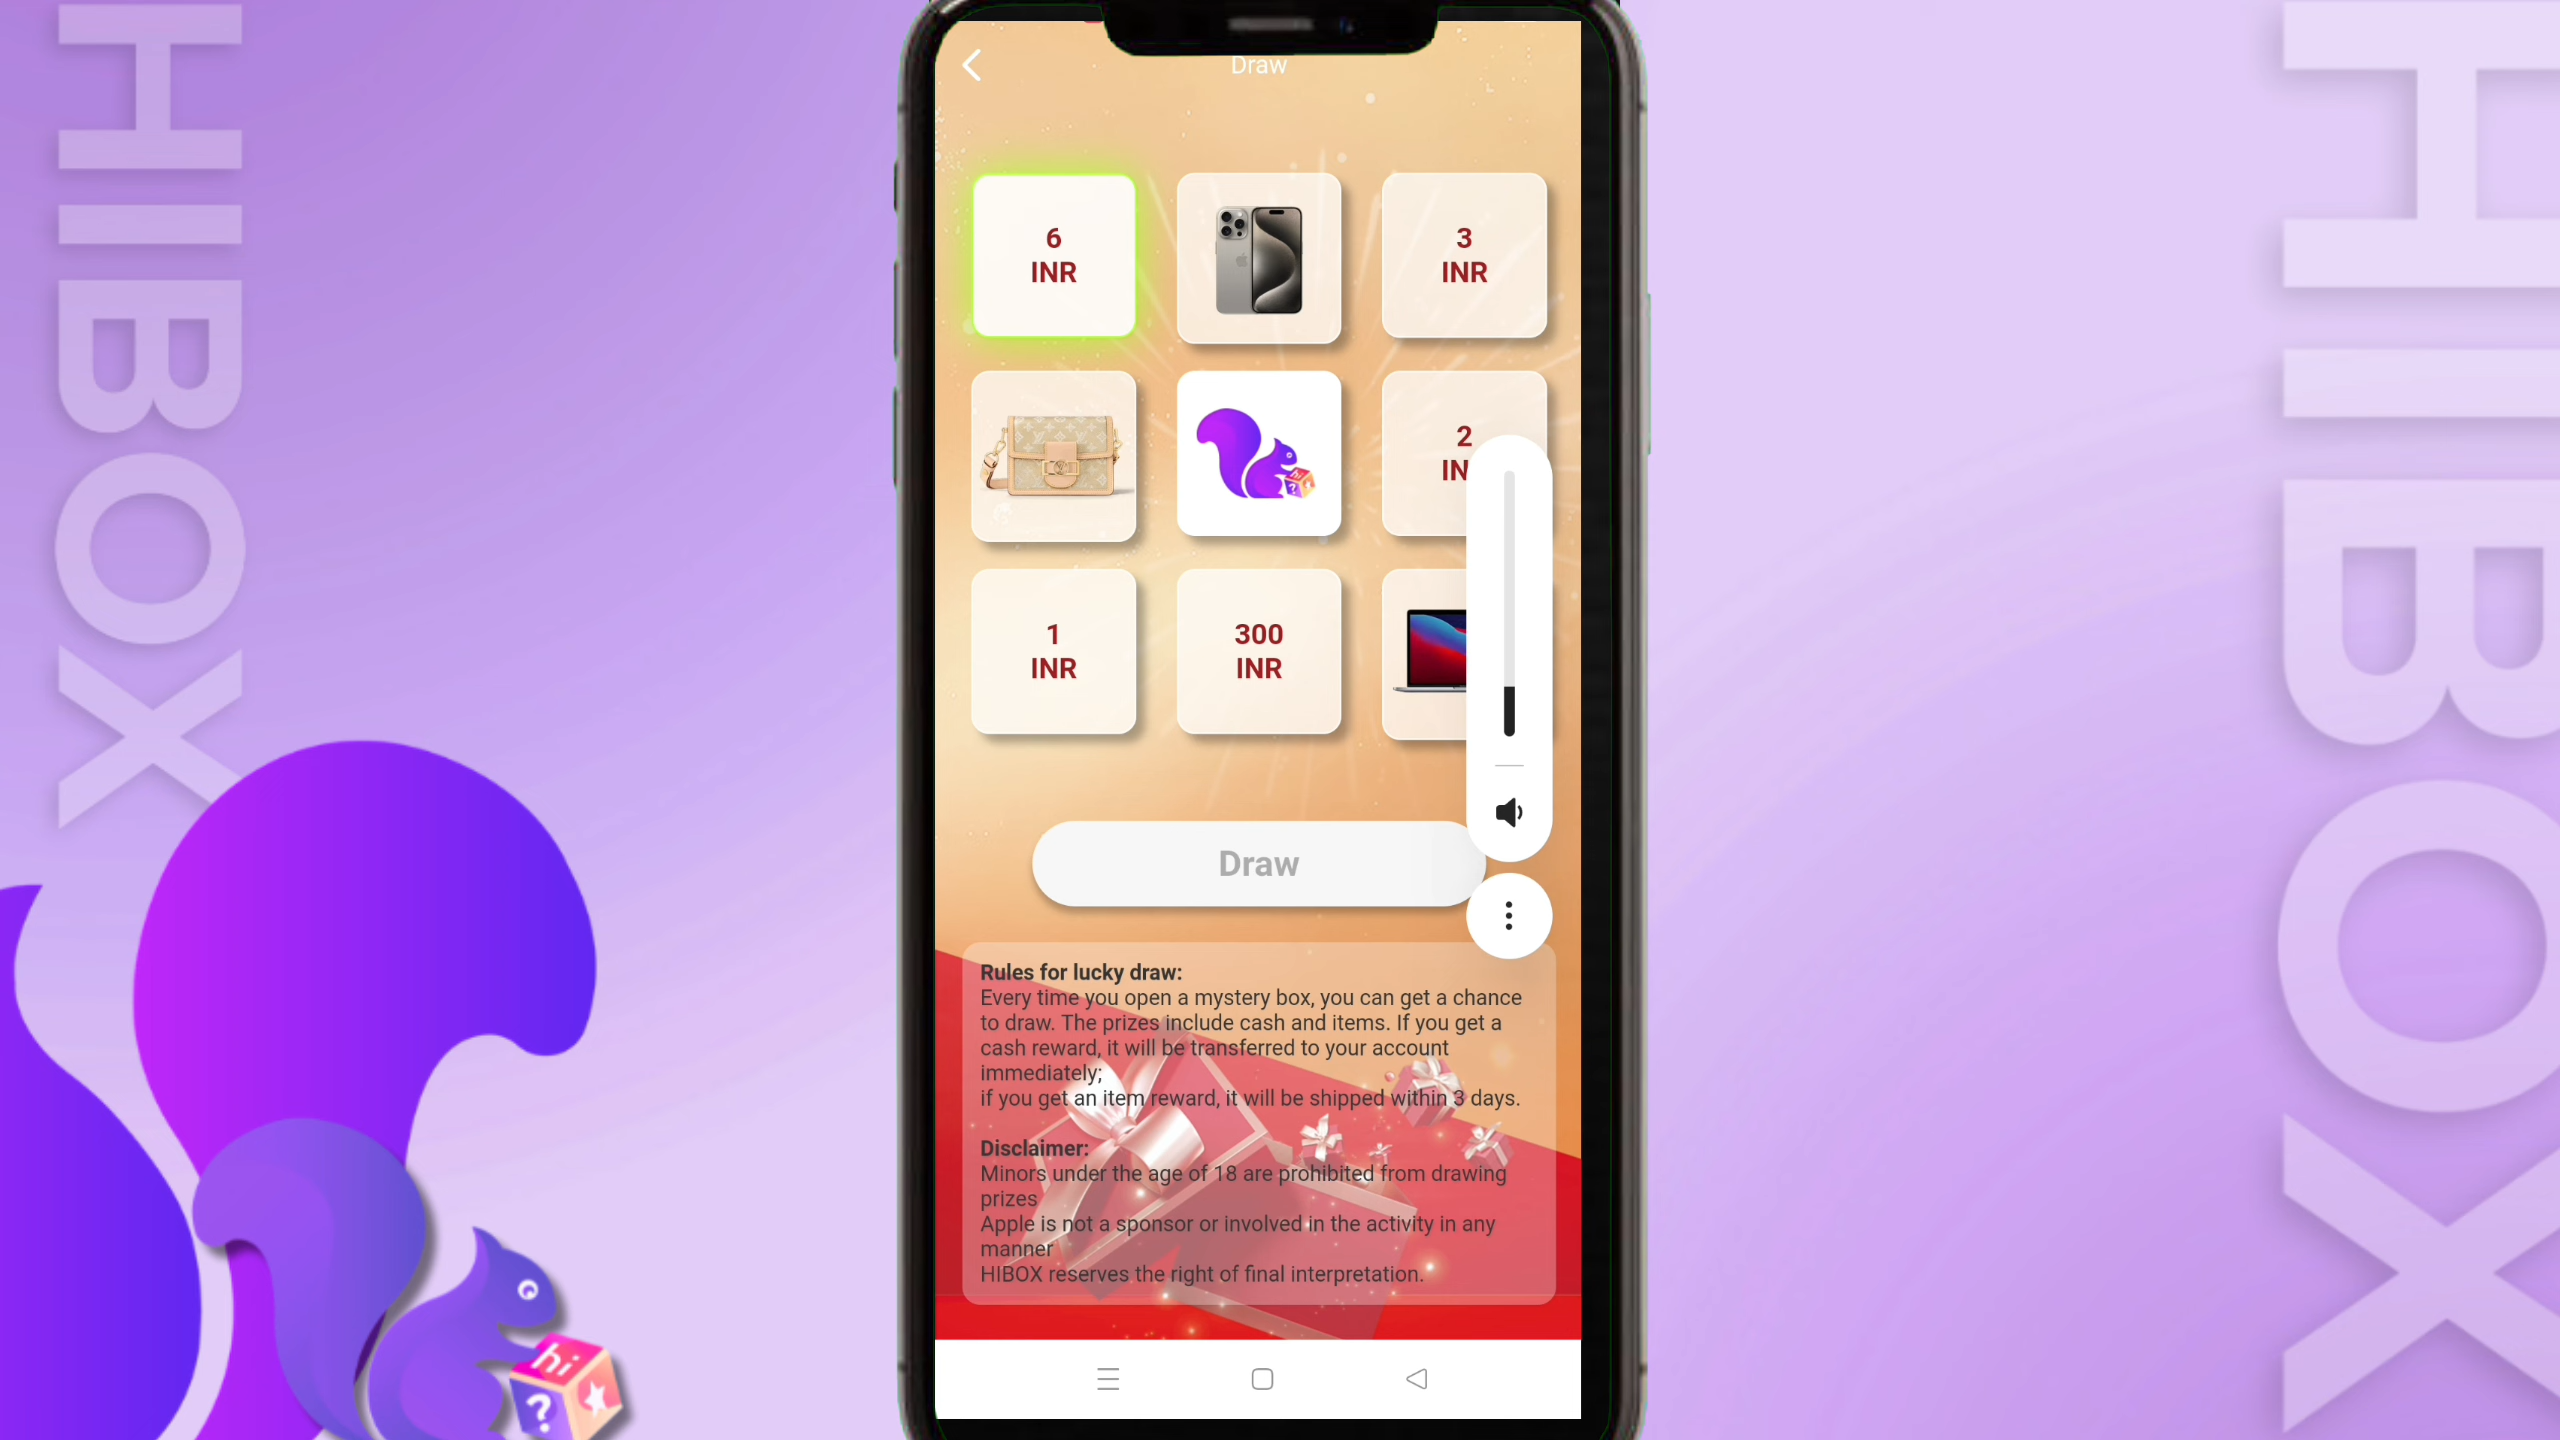 HIBOX
Draw
6
INR
3
INR
2
IN
1
INR
300
INR
Draw
Rules for lucky draw:
Every time you open a mystery box, you can get a chance
to draw. The prizes include cash and items. If you get a
cash reward, it will be transferred to your account
immediately;
if you get an item reward, it will be shipped within 3 days.
Disclaimer:
Minors under the age of 18 are prohibited from drawing
prizes
Apple is not a sponsor or involved in the activity in any
manner
HIBOX reserves the right of final interpretation.
hi
?
HIBOX